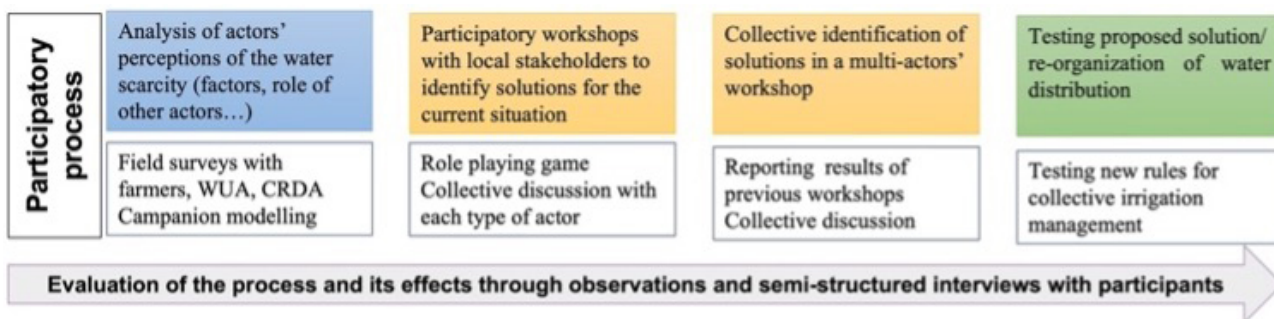 Participatory
process
Analysis of actors'
perceptions of the water
scarcity (factors, role of
other actors…)
Field surveys with
farmers, WUA, CRDA
Campanion modelling
Participatory workshops
with local stakeholders to
identify solutions for the
current situation
Role playing game
Collective discussion with
each type of actor
Collective identification of
solutions in a multi-actors'
workshop
Reporting results of
previous workshops
Collective discussion
Testing proposed solution/
re-organization of water
distribution
Testing new rules for
collective irrigation
management
Evaluation of the process and its effects through observations and semi-structured interviews with participants